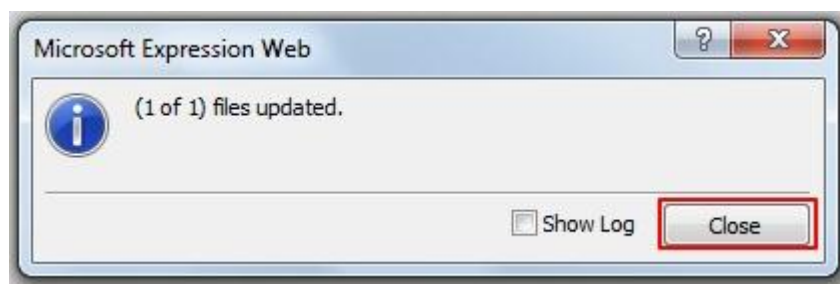 Microsoft Expression Web
(1 of 1) files updated.
Show Log
Close